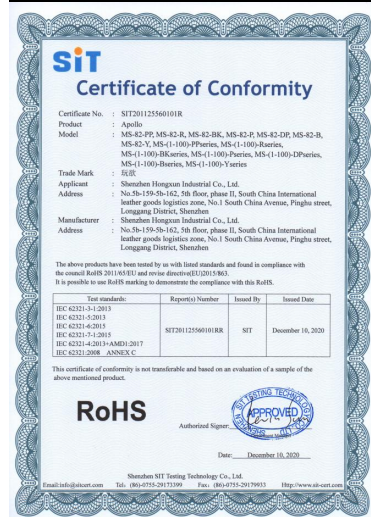 SiT
Certificate of Conformity
Certificate No. : SIT201125560101R
Product : Apollo
Model : MS-82-PP, MS-82-R, MS-82-BK, MS-82-P, MS-82-DP, MS-82-B,
MS-82-Y, MS-(1-100)-PPseries, MS-(1-100)-Rseries,
MS-(1-100)-BKseries, MS-(1-100)-Pseries, MS-(1-100)-DPseries,
MS-(1-100)-Bseries, MS-(1-100)-Yseries
Trade Mark : 玩欲
Applicant : Shenzhen Hongxun Industrial Co., Ltd.
Address : No.5b-159-5b-162, 5th floor, phase II, South China International
leather goods logistics zone, No.1 South China Avenue, Pinghu street,
Longgang District, Shenzhen
Manufacturer : Shenzhen Hongxun Industrial Co., Ltd.
Address : No.5b-159-5b-162, 5th floor, phase II, South China International
leather goods logistics zone, No.1 South China Avenue, Pinghu street,
Longgang District, Shenzhen
The above products have been tested by us with listed standards and found in compliance with
the council RoHS 2011/65/EU and revise directive(EU)2015/863.
It is possible to use RoHS marking to demonstrate the compliance with this RoHS.
Test standards: Report(s) Number Issued By Issued Date
IEC 62321-3-1:2013
IEC 62321-5:2013
IEC 62321-6:2015
IEC 62321-7-1:2015
IEC 62321-4:2013+AMD1:2017
IEC 62321:2008 ANNEX C
SIT201125560101RR SIT December 10, 2020
This certificate of conformity is not transferable and based on an evaluation of a sample of the
above mentioned product.
RoHS
SIT TESTING TECHNOLOGY
APPROVED
Authorized Signer:
Date: December 10, 2020
Shenzhen SIT Testing Technology Co., Ltd.
Email:info@sitcert.com Tel: (86)-0755-29173399 Fax: (86)-0755-29179933 Http://www.sit-cert.com